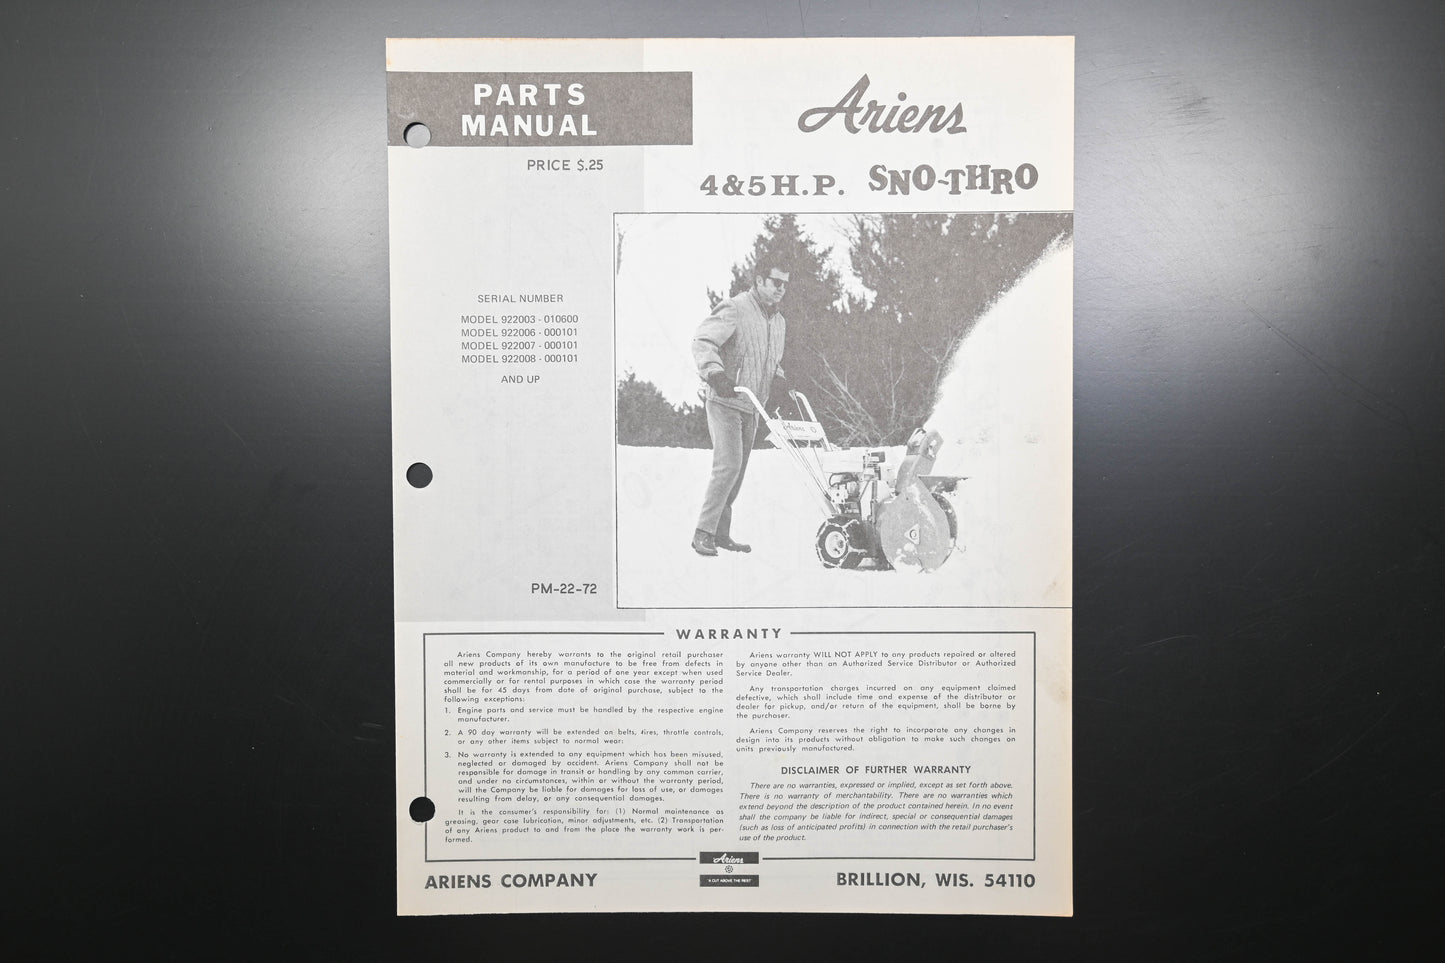 PARTS
MANUAL
PRICE $.25
Ariens
4&5 H.P. SNO-THRO
SERIAL NUMBER
MODEL 922003 - 010600
MODEL 922006 - 000101
MODEL 922007 - 000101
MODEL 922008 - 000101
AND UP
Ariens
PM-22-72
WARRANTY
Ariens Company hereby warrants to the original retail purchaser
all new products of its own manufacture to be free from defects in
material and workmanship, for a period of one year except when used
commercially or for rental purposes in which case the warranty period
shall be for 45 days from date of original purchase, subject to the
following exceptions:
1. Engine parts and service must be handled by the respective engine
manufacturer.
2. A 90 day warranty will be extended on belts, tires, throttle controls,
or any other items subject to normal wear.
3. No warranty is extended to any equipment which has been misused,
neglected or damaged by accident. Ariens Company shall not be
responsible for damage in transit or handling by any common carrier,
and under no circumstances, within or without the warranty period,
will the Company be liable for damages for loss of use, or damages
resulting from delay, or any consequential damages.
It is the consumer's responsibility for: (1) Normal maintenance as
greasing, gear case lubrication, minor adjustments, etc. (2) Transportation
of any Ariens product to and from the place the warranty work is per-
formed.
Ariens warranty WILL NOT APPLY to any products repaired or altered
by anyone other than an Authorized Service Distributor or Authorized
Service Dealer.
Any transportation charges incurred on any equipment claimed
defective, which shall include time and expense of the distributor or
dealer for pickup, and/or return of the equipment, shall be borne by
the purchaser.
Ariens Company reserves the right to incorporate any changes in
design into its products without obligation to make such changes on
units previously manufactured.
DISCLAIMER OF FURTHER WARRANTY
There are no warranties, expressed or implied, except as set forth above.
There is no warranty of merchantability. There are no warranties which
extend beyond the description of the product contained herein. In no event
shall the company be liable for indirect, special or consequential damages
(such as loss of anticipated profits) in connection with the retail purchaser's
use of the product.
Ariens
"A CUT ABOVE THE REST"
ARIENS COMPANY
BRILLION, WIS. 54110